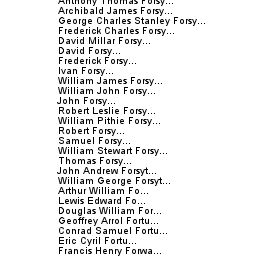 Anthony Thomas Forsy...
Archibald James Forsy...
George Charles Stanley Forsy...
Frederick Charles Forsy...
David Millar Forsy...
David Forsy...
Frederick Forsy...
Ivan Forsy...
William James Forsy...
William John Forsy...
John Forsy...
Robert Leslie Forsy...
William Pithie Forsy...
Robert Forsy...
Samuel Forsy...
William Stewart Forsy...
Thomas Forsy...
John Andrew Forsyt...
William George Forsyt...
Arthur William Fo...
Lewis Edward Fo...
Douglas William For...
Geoffrey Arrol Fortu...
Conrad Samuel Fortu...
Eric Cyril Fortu...
Francis Henry Forwa...